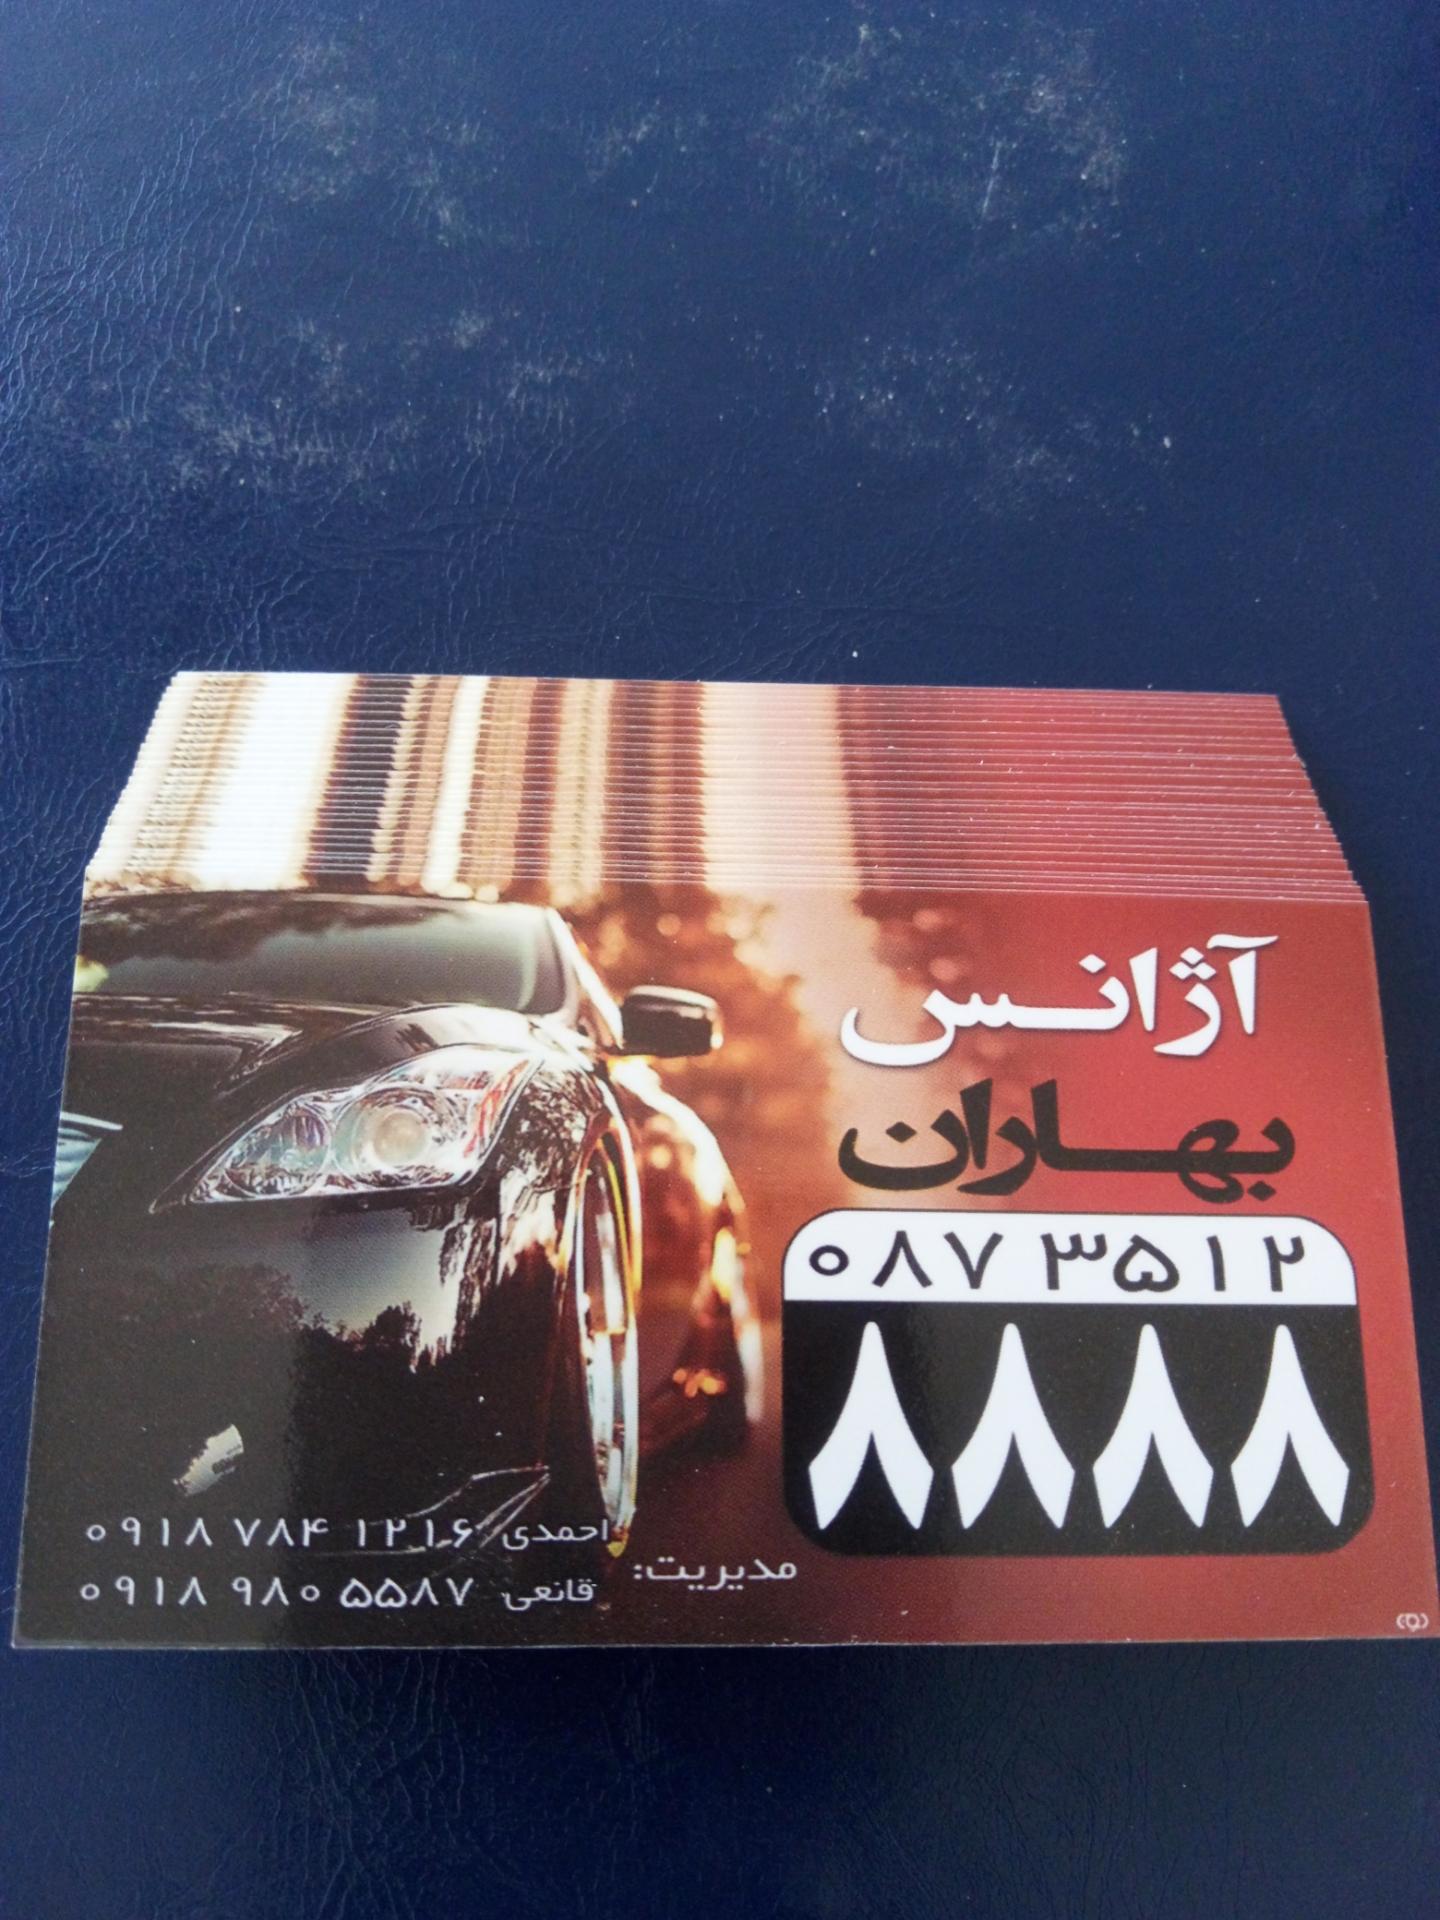 آژانس
بهاران
۰۸۷ ۳۵۱۲
۸۸۸۸
مدیریت:
احمدی ۰۹۱۸ ۷۸۴ ۱۲۱۶
قانعی ۰۹۱۸ ۹۸۰ ۵۵۸۷